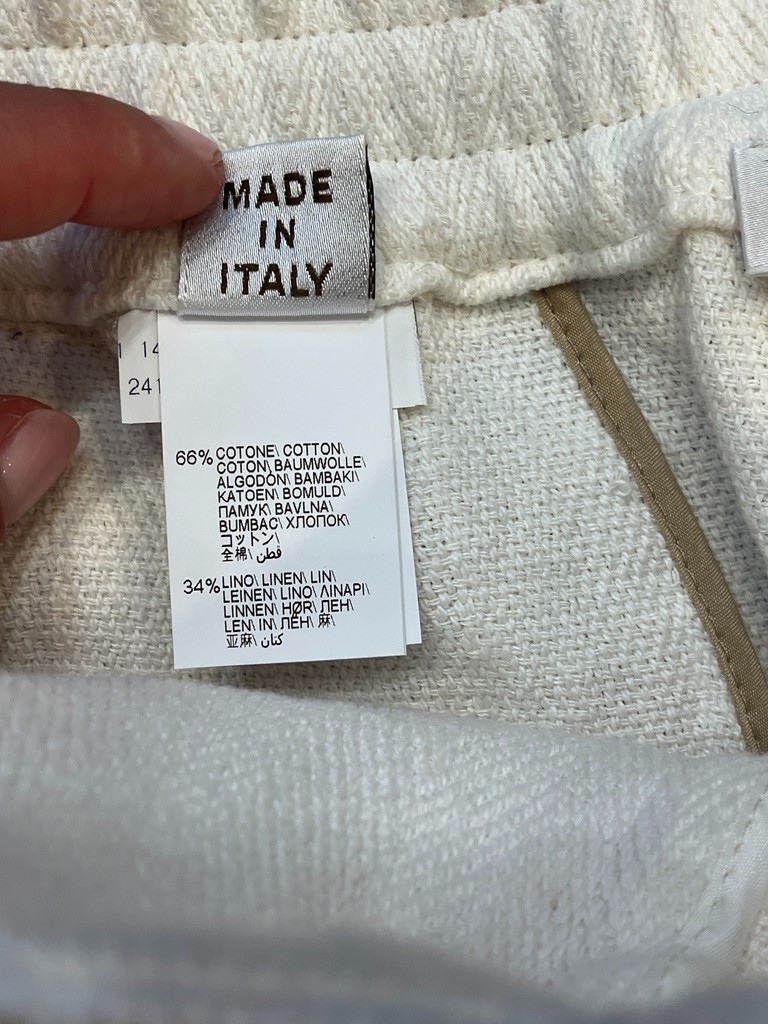 MADE
IN
ITALY
14
241
66% COTONE\ COTTON\
COTON\ BAUMWOLLE\
ALGODÓN\ BAMBAKI\
KATOEN\ BOMULD\
ПАМУК\ BAVLNA\
BUMBAC\ ХЛОПОК\
コットン\
全棉\ قطن
34% LINO\ LINEN\ LIN\
LEINEN\ LINO\ ΛINAPI\
LINNEN\ HØR\ ЛЕН\
LEN\ IN\ ЛЁН\ 麻\
亚麻\ كتان